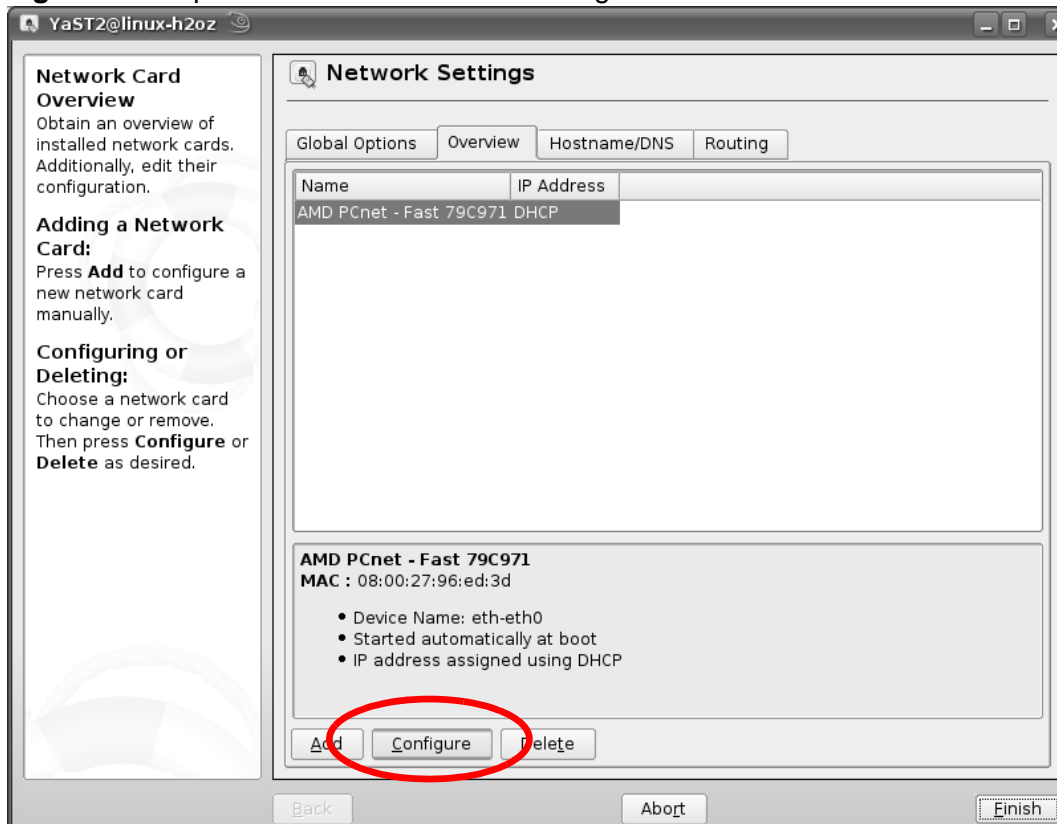 YaST2@linux-h2oz
Network Card
Overview
Obtain an overview of
installed network cards.
Additionally, edit their
configuration.
Adding a Network
Card:
Press Add to configure a
new network card
manually.
Configuring or
Deleting:
Choose a network card
to change or remove.
Then press Configure or
Delete as desired.
Network Settings
Global Options Overview Hostname/DNS Routing
Name IP Address
AMD PCnet - Fast 79C971 DHCP
AMD PCnet - Fast 79C971
MAC : 08:00:27:96:ed:3d
• Device Name: eth-eth0
• Started automatically at boot
• IP address assigned using DHCP
Add Configure Delete
Back Abort Finish